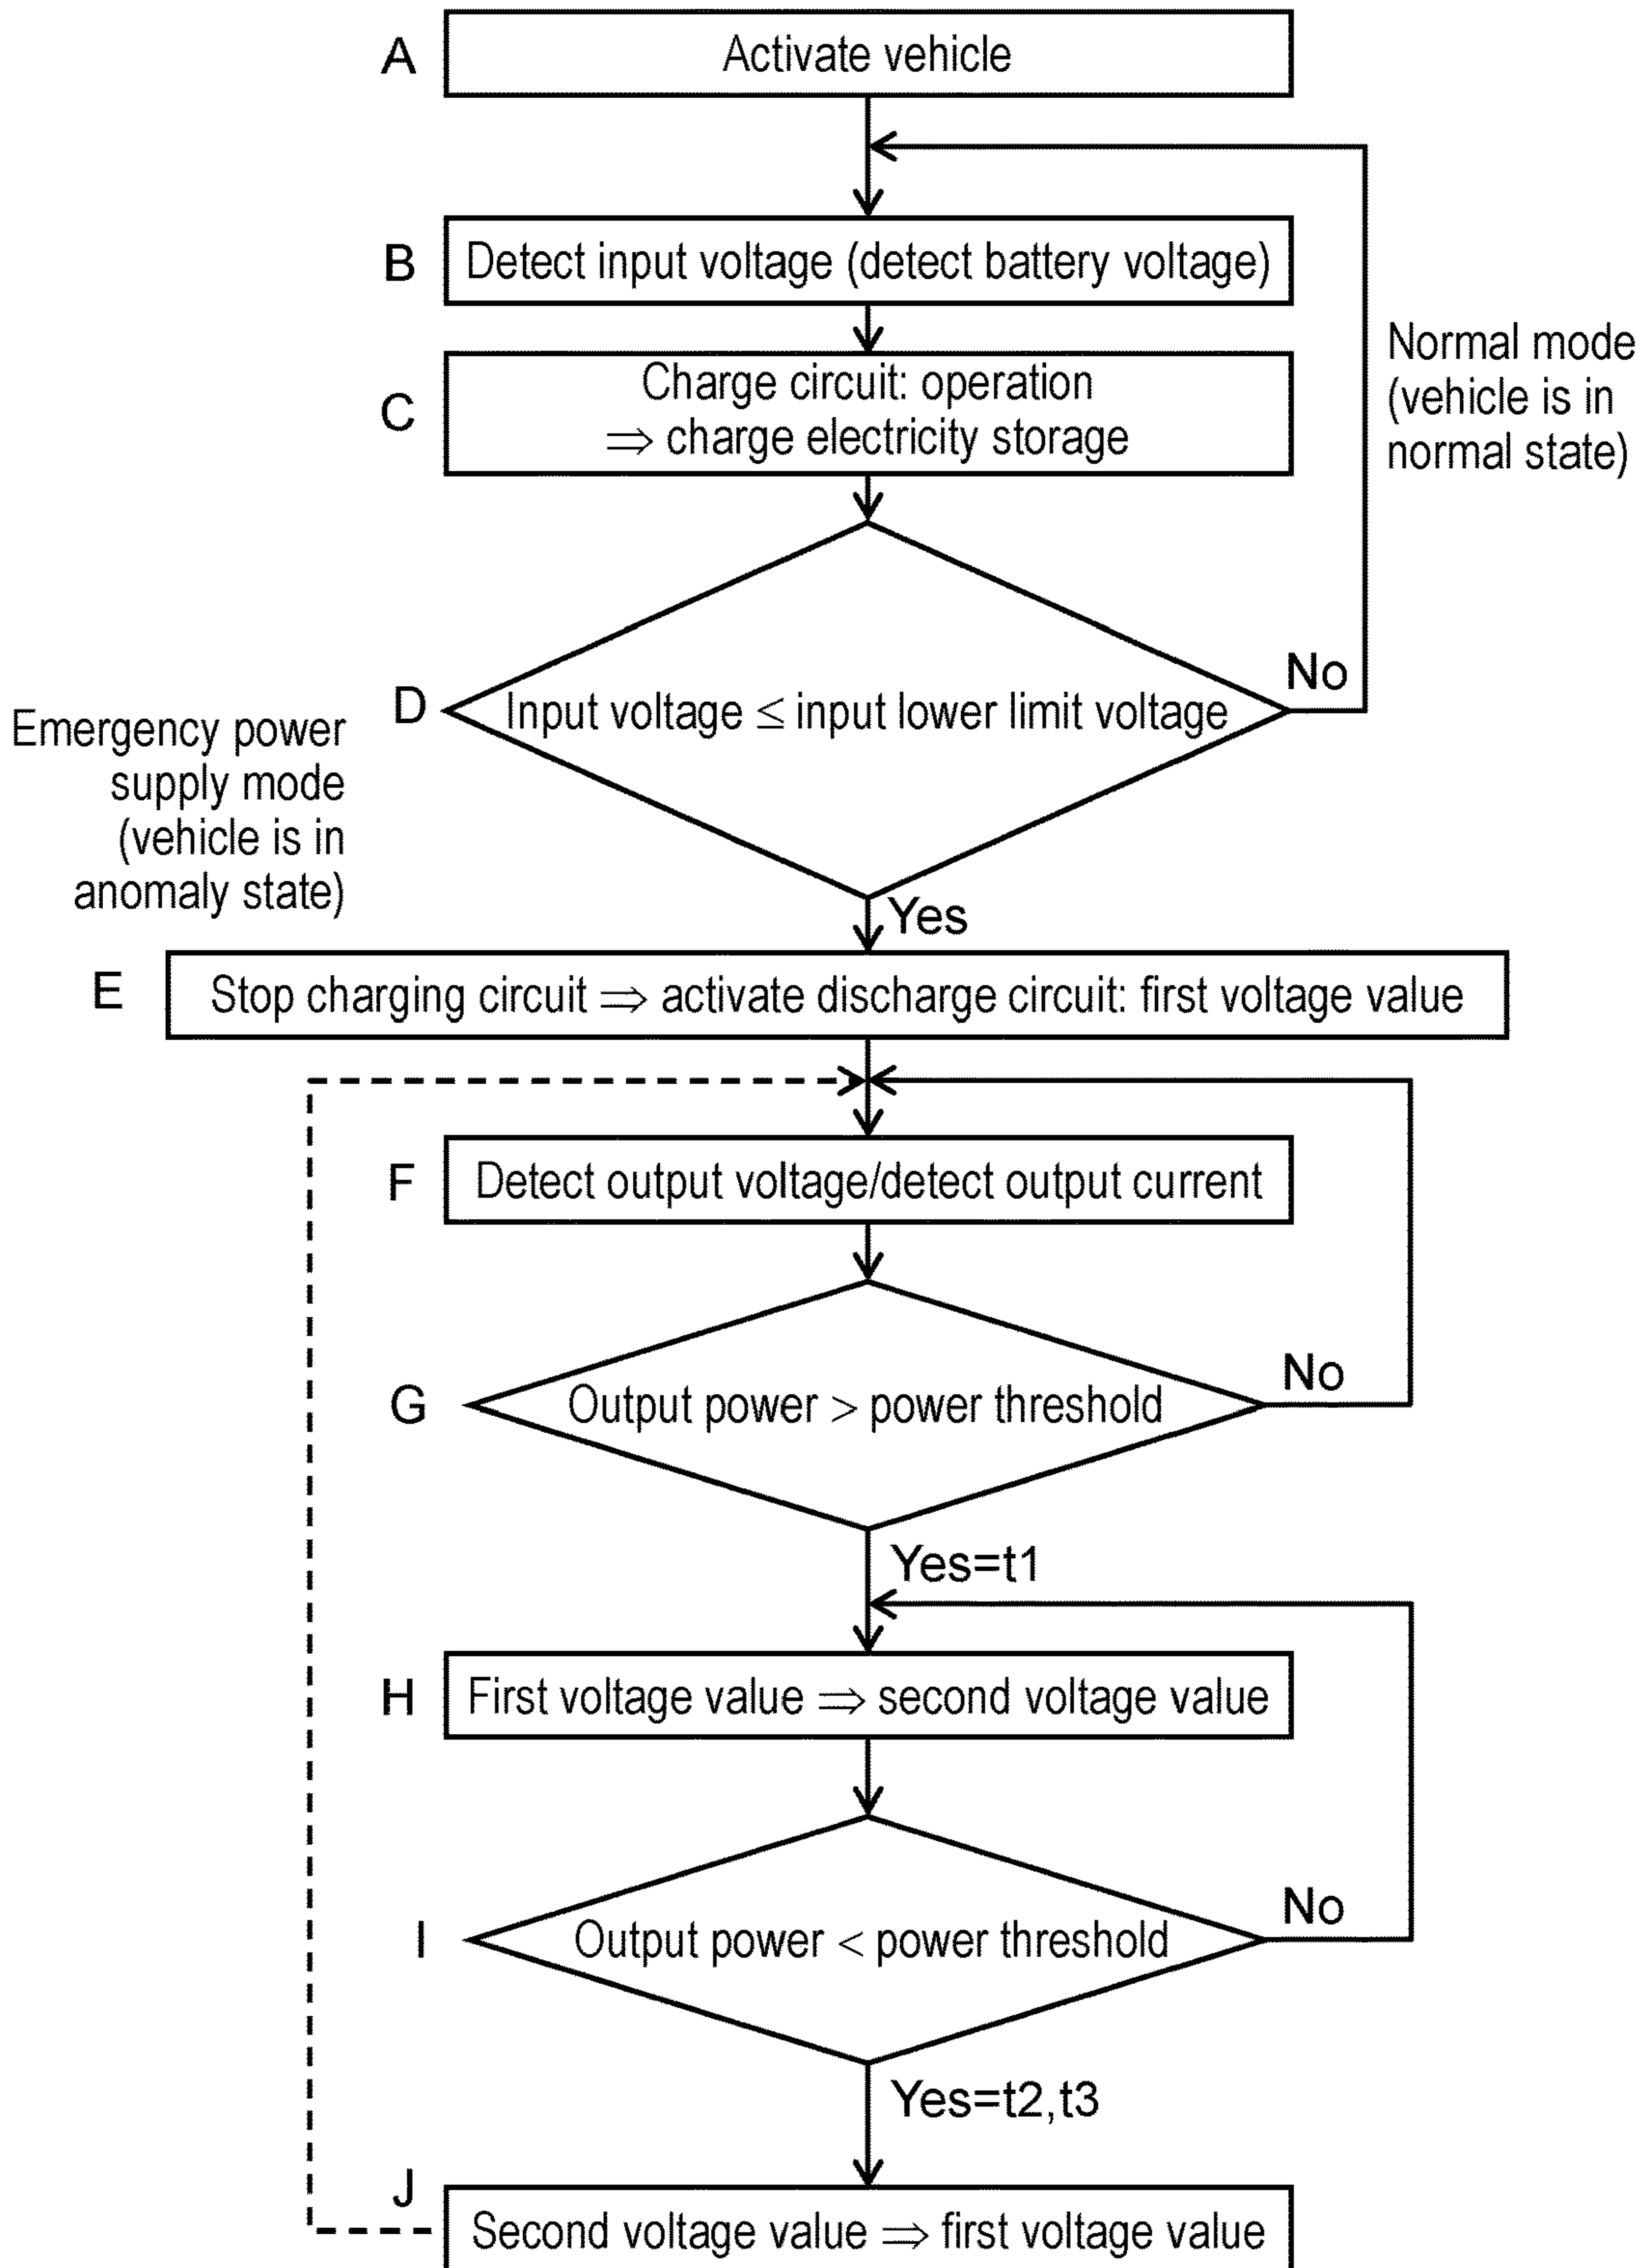 A
Activate vehicle
B
Detect input voltage (detect battery voltage)
Normal mode
(vehicle is in
normal state)
C
Charge circuit: operation
⇒ charge electricity storage
No
D
Input voltage ≤ input lower limit voltage
Emergency power
supply mode
(vehicle is in
anomaly state)
Yes
E
Stop charging circuit ⇒ activate discharge circuit: first voltage value
F
Detect output voltage/detect output current
No
G
Output power > power threshold
Yes=t1
H
First voltage value ⇒ second voltage value
No
I
Output power < power threshold
Yes=t2,t3
J
Second voltage value ⇒ first voltage value